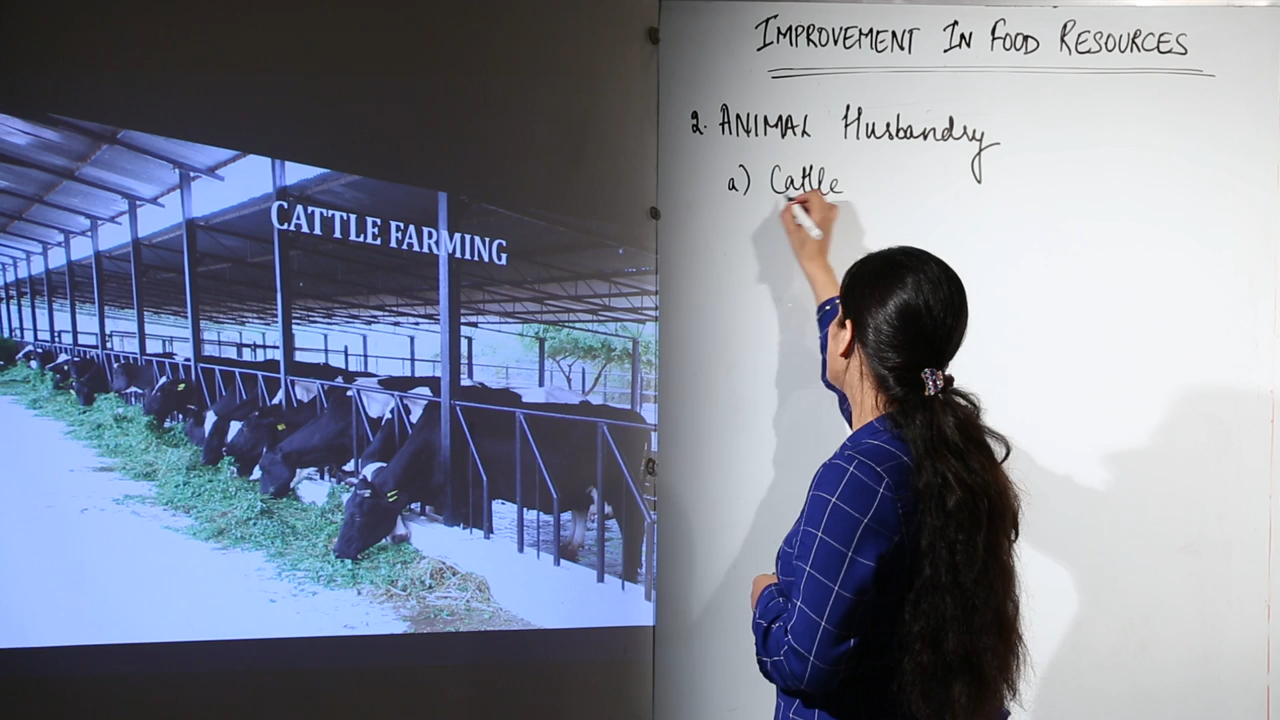 CATTLE FARMING
IMPROVEMENT IN FOOD RESOURCES
2. ANIMAL Husbandry
a) Cattle